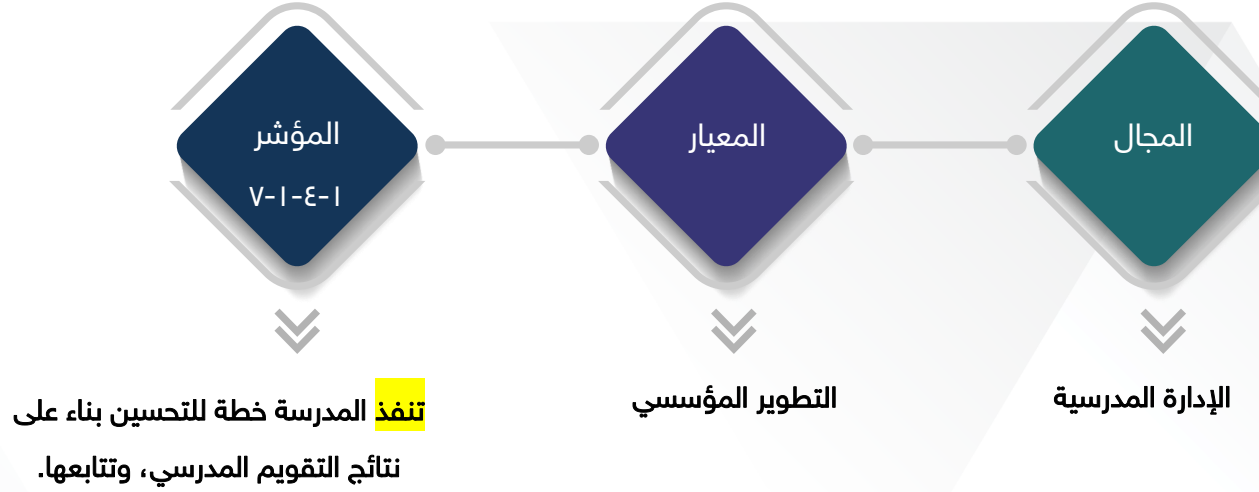 المجال
المعيار
المؤشر
١-٤-١-٧
الإدارة المدرسية
التطوير المؤسسي
تنفذ المدرسة خطة للتحسين بناء على
نتائج التقويم المدرسي، وتتابعها.